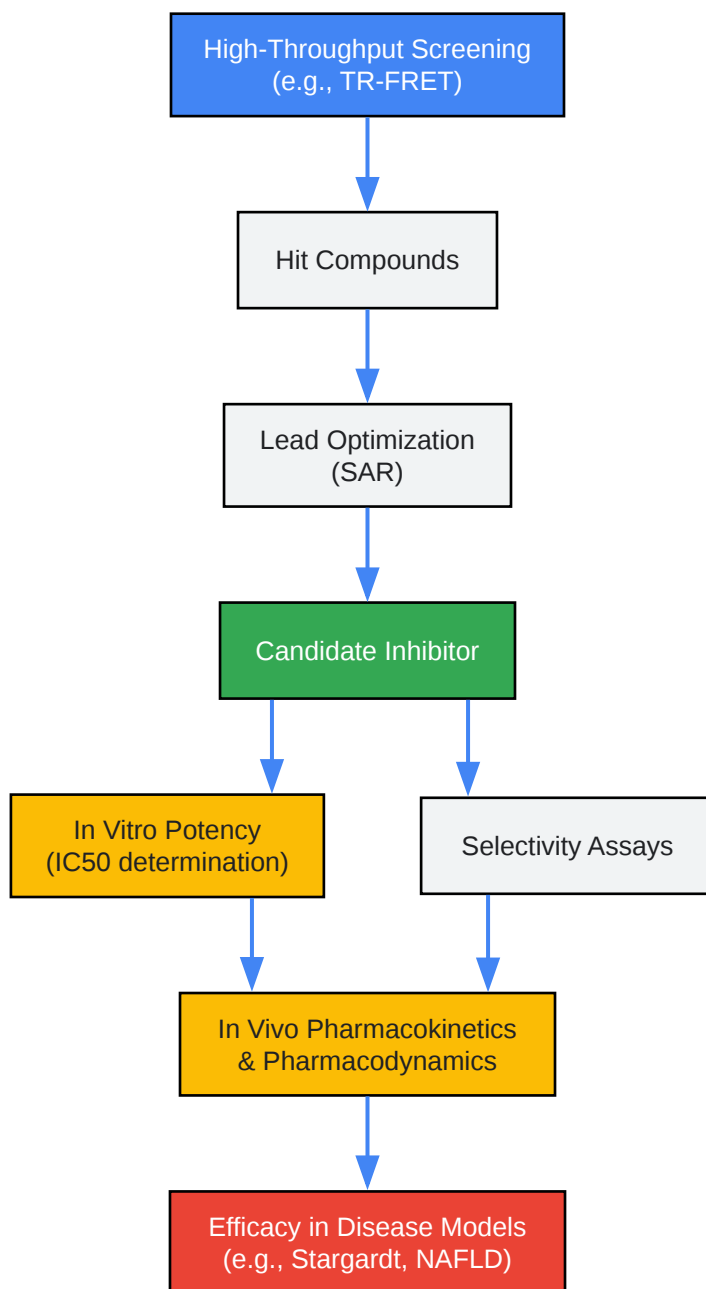 High-Throughput Screening
(e.g., TR-FRET)
Hit Compounds
Lead Optimization
(SAR)
Candidate Inhibitor
In Vitro Potency
(IC50 determination)
Selectivity Assays
In Vivo Pharmacokinetics
& Pharmacodynamics
Efficacy in Disease Models
(e.g., Stargardt, NAFLD)